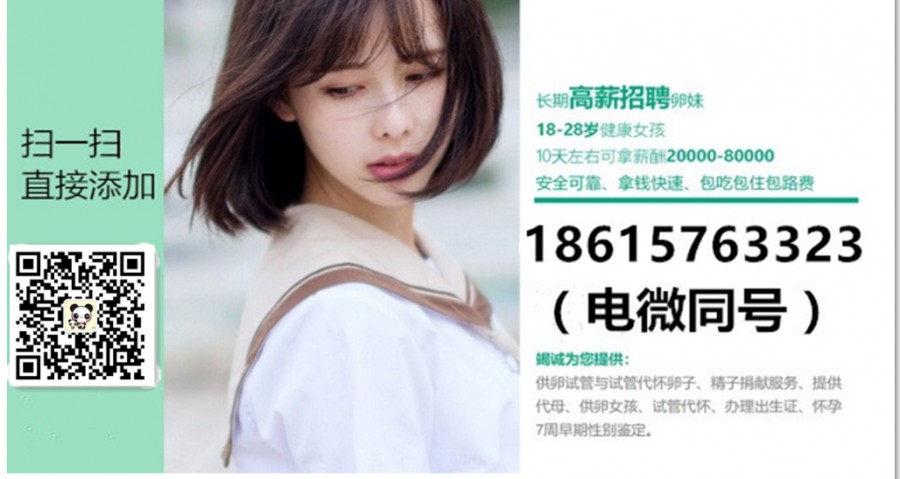 扫一扫
直接添加
长期高薪招聘卵妹
18-28岁健康女孩
10天左右可拿薪酬20000-80000
安全可靠、拿钱快速、包吃包住包路费
18615763323
（电微同号）
竭诚为您提供：
供卵试管与试管代怀卵子、精子捐献服务、提供
代母、供卵女孩、试管代怀、办理出生证、怀孕
7周早期性别鉴定。